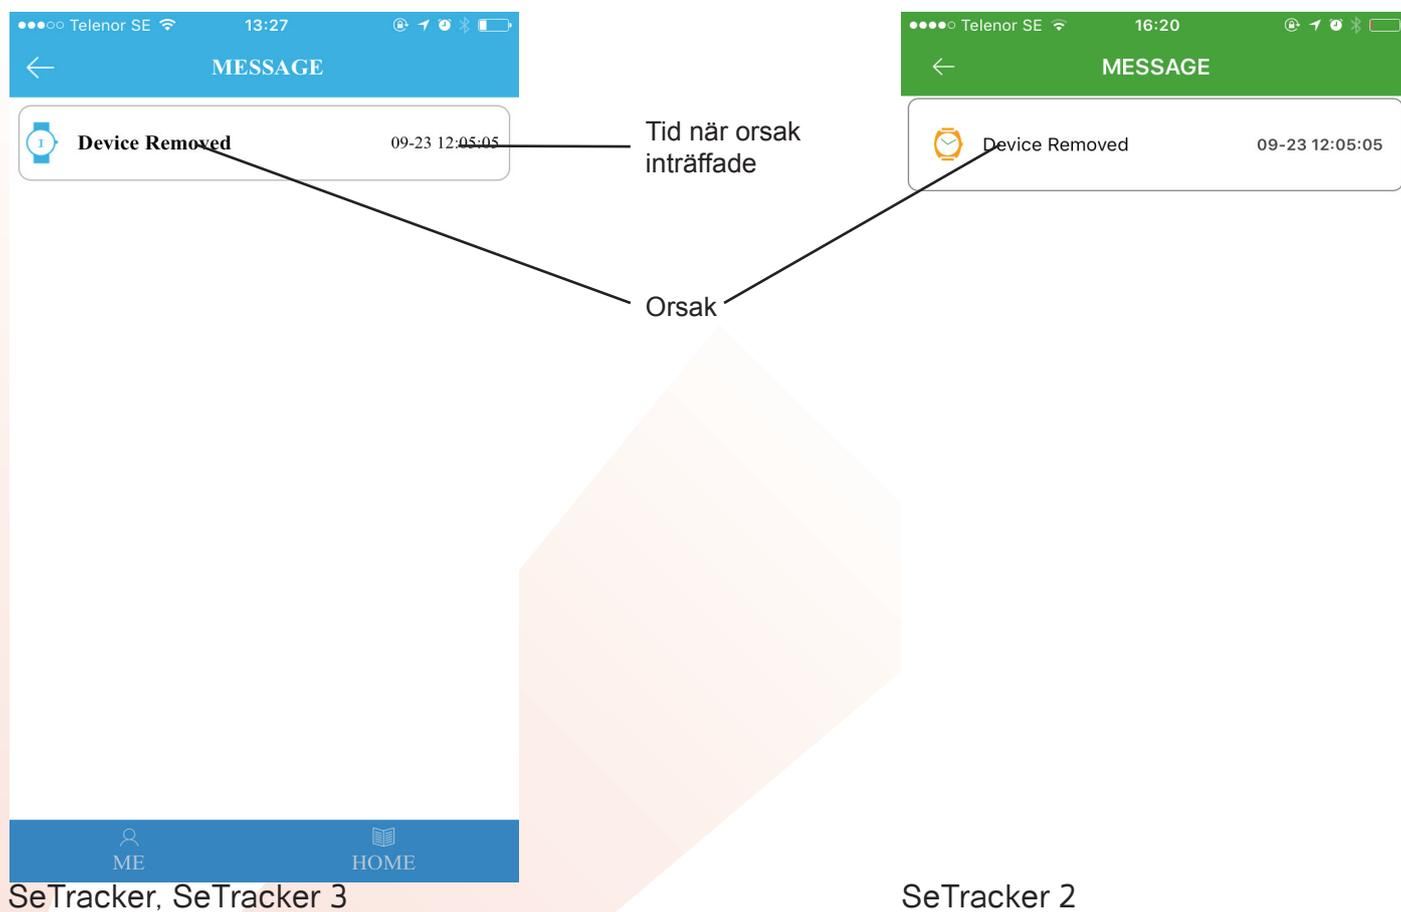 Telenor SE 13:27
MESSAGE
Device Removed 09-23 12:05:05
ME HOME
SeTracker, SeTracker 3
Tid när orsak
inträffade
Orsak
Telenor SE 16:20
MESSAGE
Device Removed 09-23 12:05:05
SeTracker 2